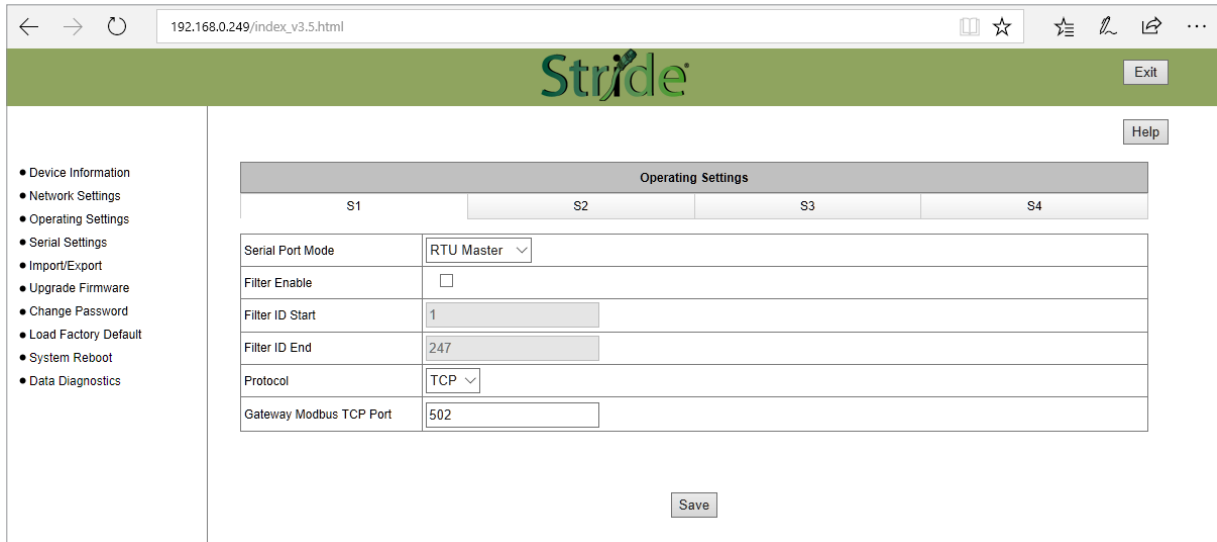 192.168.0.249/index_v3.5.html
Stride
Exit
Help
Device Information
Network Settings
Operating Settings
Serial Settings
Import/Export
Upgrade Firmware
Change Password
Load Factory Default
System Reboot
Data Diagnostics
Operating Settings
S1 S2 S3 S4
Serial Port Mode RTU Master
Filter Enable
Filter ID Start 1
Filter ID End 247
Protocol TCP
Gateway Modbus TCP Port 502
Save